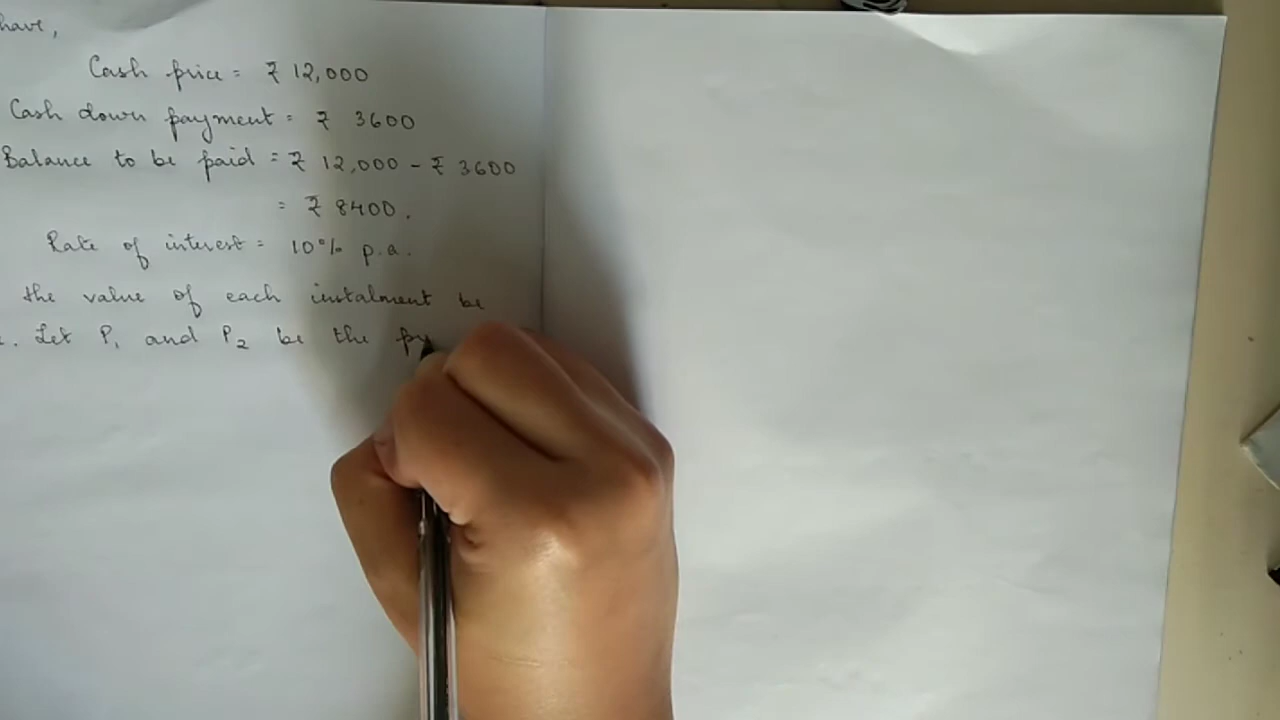 have,
Cash price = ₹ 12,000
Cash down payment = ₹ 3600
Balance to be paid = ₹ 12,000 - ₹ 3600
= ₹ 8400.
Rate of interest = 10% p.a.
the value of each instalment be
. Let P₁ and P₂ be the